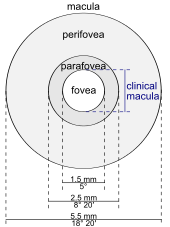 macula
perifovea
parafovea
clinical
macula
fovea
1.5 mm
5°
2.5 mm
8° 20'
5.5 mm
18° 20'